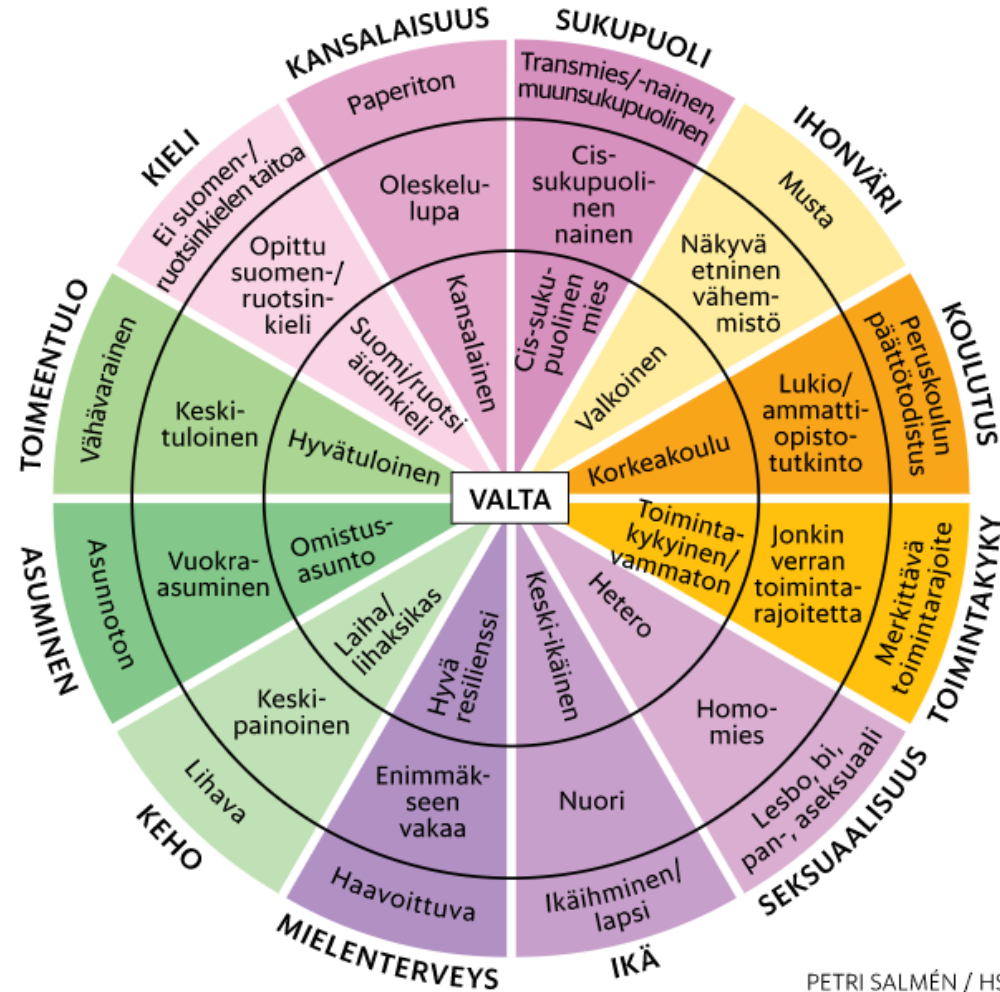 KANSALAISUUS
Paperiton
Oleskelu-
lupa
Kansalainen
SUKUPUOLI
Transmies/-nainen,
muunsukupuolinen
Cis-
sukupuoli-
nen
nainen
Cis-suku-
puolinen
mies
IHONVÄRI
Musta
Näkyvä
etninen
vähem-
mistö
Valkoinen
KOULUTUS
Peruskoulun
päättötodistus
Lukio/
ammatti-
opisto-
tutkinto
Korkeakoulu
TOIMINTAKYKY
Merkittävä
toimintarajoite
Jonkin
verran
toiminta-
rajoitetta
Toiminta-
kykyinen/
vammaton
SEKSUAALISUUS
Lesbo, bi,
pan-, aseksuaali
Homo-
mies
Hetero
IKÄ
Ikäihminen/
lapsi
Nuori
Keski-ikäinen
MIELENTERVEYS
Haavoittuva
Enimmäk-
seen
vakaa
Hyvä
resilienssi
KEHO
Lihava
Keski-
painoinen
Laiha/
lihaksikas
ASUMINEN
Asunnoton
Vuokra-
asuminen
Omistus-
asunto
TOIMEENTULO
Vähävarainen
Keski-
tuloinen
Hyvätuloinen
KIELI
Ei suomen-/
ruotsinkielen taitoa
Opittu
suomen-/
ruotsin-
kieli
Suomi/ruotsi
äidinkieli
VALTA
PETRI SALMÉN / HS